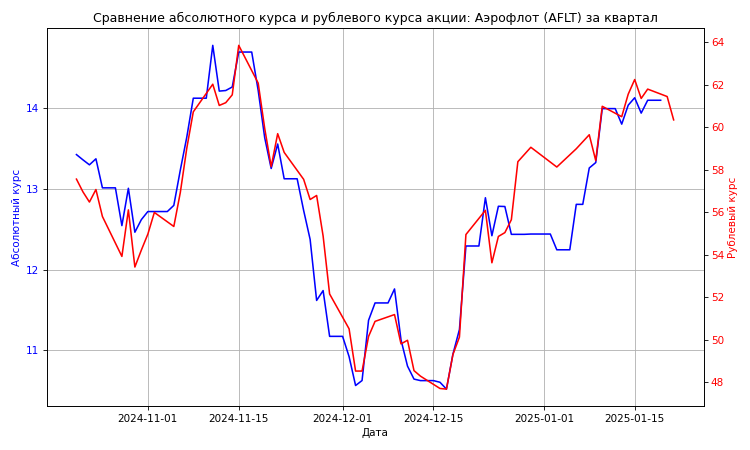 Сравнение абсолютного курса и рублевого курса акции: Аэрофлот (AFLT) за квартал
14
13
12
11
Абсолютный курс
64
62
60
58
56
54
52
50
48
Рублевый курс
2024-11-01 2024-11-15 2024-12-01 2024-12-15 2025-01-01 2025-01-15
Дата